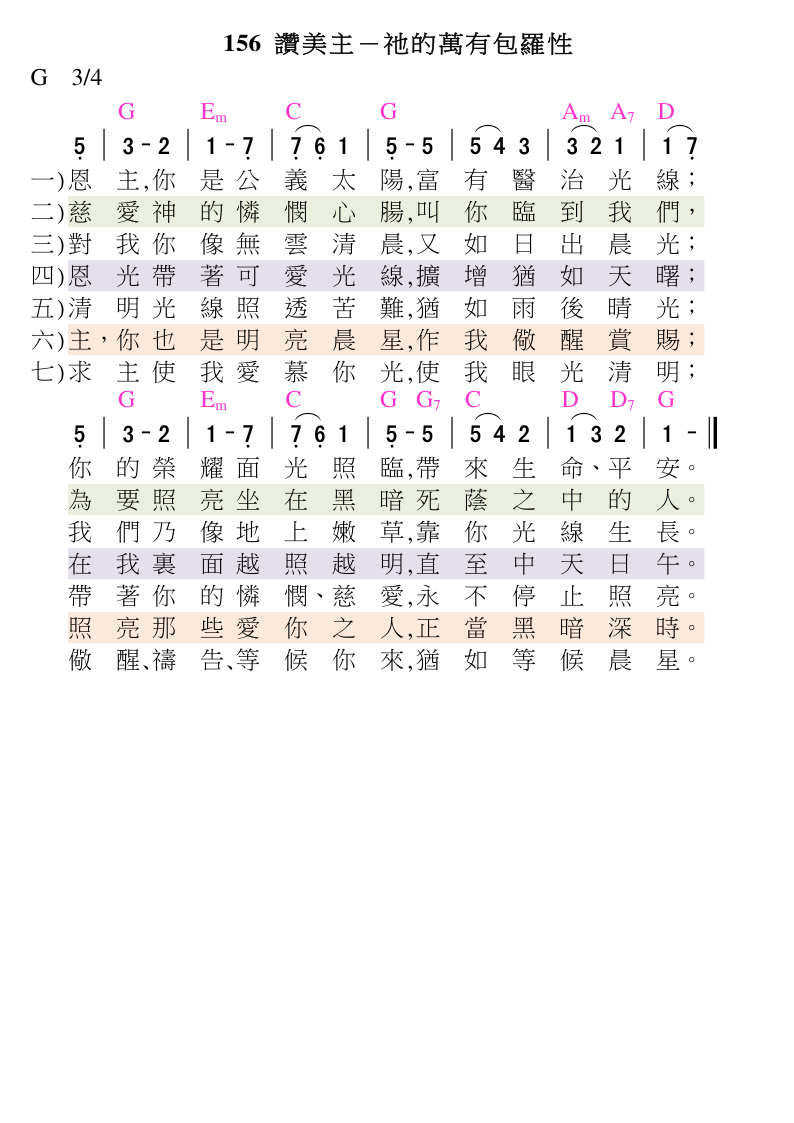 156 讚美主－祂的萬有包羅性
G 3/4
G Em C G Am A7 D
5 | 3 - 2 | 1 - 7 | 7 6 1 | 5 - 5 | 5 4 3 | 3 2 1 | 1 7
一)恩主,你是公義太陽,富有醫治光線；
二)慈愛神的憐憫心腸,叫你臨到我們，
三)對我你像無雲清晨,又如日出晨光；
四)恩光帶著可愛光線,擴增猶如天曙；
五)清明光線照透苦難,猶如雨後晴光；
六)主，你也是明亮晨星,作我儆醒賞賜；
七)求主使我愛慕你光,使我眼光清明；
G Em C G G7 C D D7 G
5 | 3 - 2 | 1 - 7 | 7 6 1 | 5 - 5 | 5 4 2 | 1 3 2 | 1 - ‖
你的榮耀面光照臨,帶來生命、平安。
為要照亮坐在黑暗死蔭之中的人。
我們乃像地上嫩草,靠你光線生長。
在我裏面越照越明,直至中天日午。
帶著你的憐憫、慈愛,永不停止照亮。
照亮那些愛你之人,正當黑暗深時。
儆醒、禱告、等候你來,猶如等候晨星。